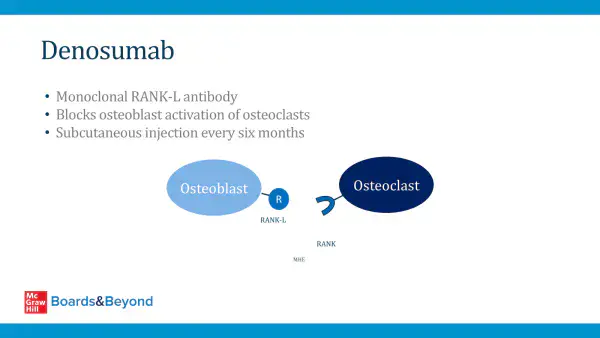 Denosumab
• Monoclonal RANK-L antibody
• Blocks osteoblast activation of osteoclasts
• Subcutaneous injection every six months
Osteoblast
R
Osteoclast
RANK-L
RANK
Mc
Graw
Hill
Boards&Beyond